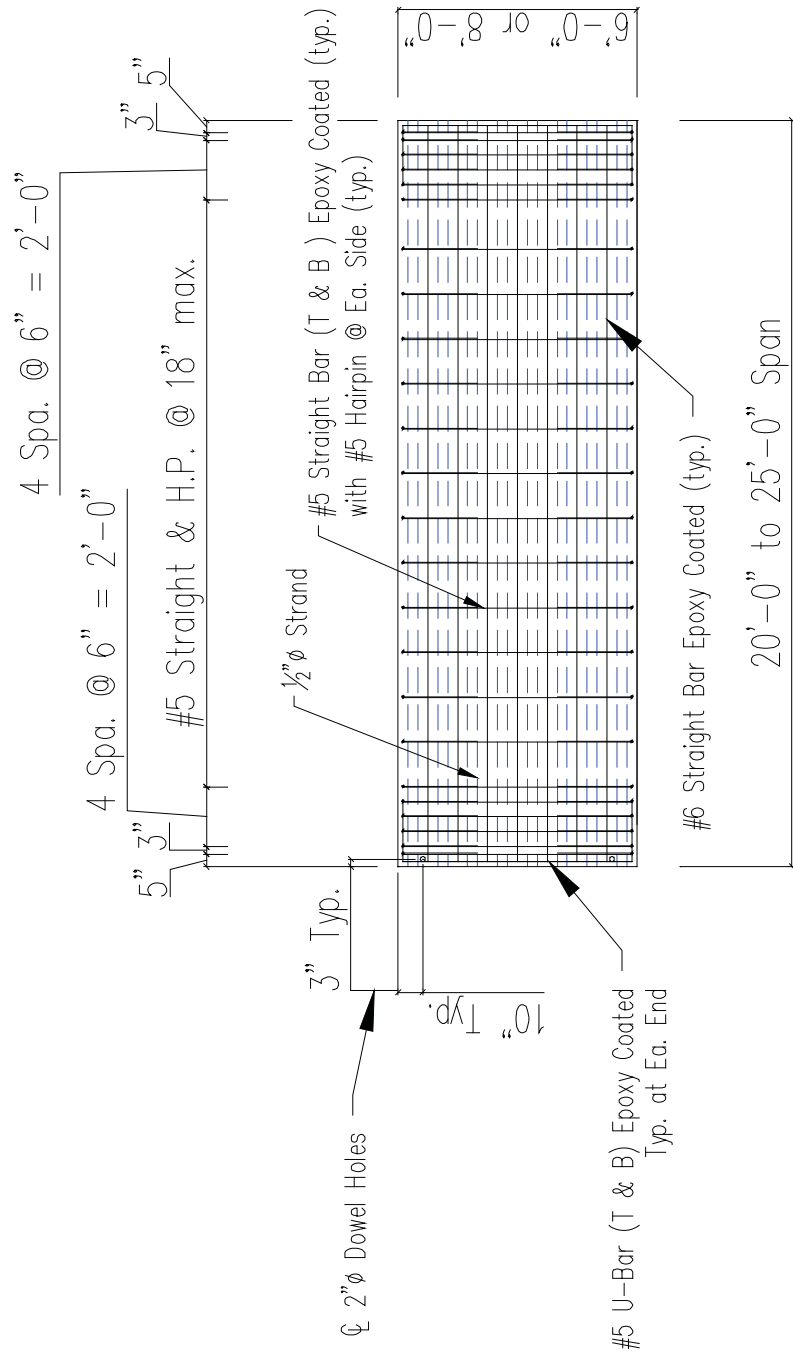 4 Spa. @ 6" = 2'-0"
4 Spa. @ 6" = 2'-0"
#5 Straight & H.P. @ 18" max.
5"
3"
3"
5"
#5 Straight Bar (T & B ) Epoxy Coated (typ.)
with #5 Hairpin @ Ea. Side (typ.)
½"ø Strand
3" Typ.
10" Typ.
6'-0" or 8'-0"
℄ 2"ø Dowel Holes
#5 U-Bar (T & B) Epoxy Coated
Typ. at Ea. End
#6 Straight Bar Epoxy Coated (typ.)
20'-0" to 25'-0" Span